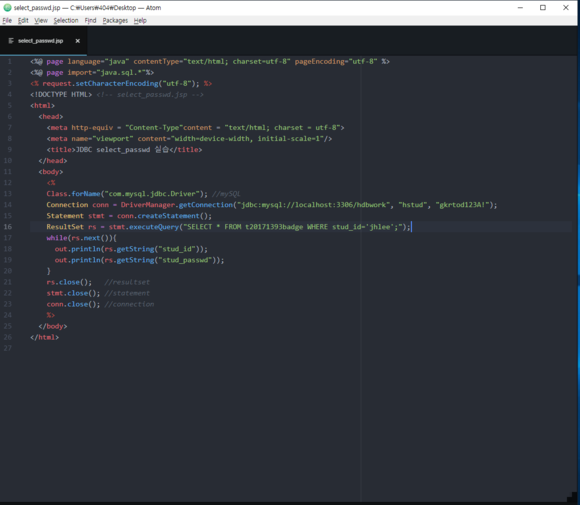 select_passwd.jsp — C:₩Users₩404₩Desktop — Atom
File Edit View Selection Find Packages Help
select_passwd.jsp ×
1 <%@ page language="java" contentType="text/html; charset=utf-8" pageEncoding="utf-8" %>
2 <%@ page import="java.sql.*"%>
3 <% request.setCharacterEncoding("utf-8"); %>
4 <!DOCTYPE HTML> <!-- select_passwd.jsp -->
5 <html>
6 <head>
7 <meta http-equiv = "Content-Type"content = "text/html; charset = utf-8">
8 <meta name="viewport" content="width=device-width, initial-scale=1"/>
9 <title>JDBC select_passwd 실습</title>
10 </head>
11 <body>
12 <%
13 Class.forName("com.mysql.jdbc.Driver"); //mySQL
14 Connection conn = DriverManager.getConnection("jdbc:mysql://localhost:3306/hdbwork", "hstud", "gkrtod123A!");
15 Statement stmt = conn.createStatement();
16 ResultSet rs = stmt.executeQuery("SELECT * FROM t20171393badge WHERE stud_id='jhlee';");
17 while(rs.next()){
18 out.println(rs.getString("stud_id"));
19 out.println(rs.getString("stud_passwd"));
20 }
21 rs.close(); //resultset
22 stmt.close(); //statement
23 conn.close(); //connection
24 %>
25 </body>
26 </html>
27